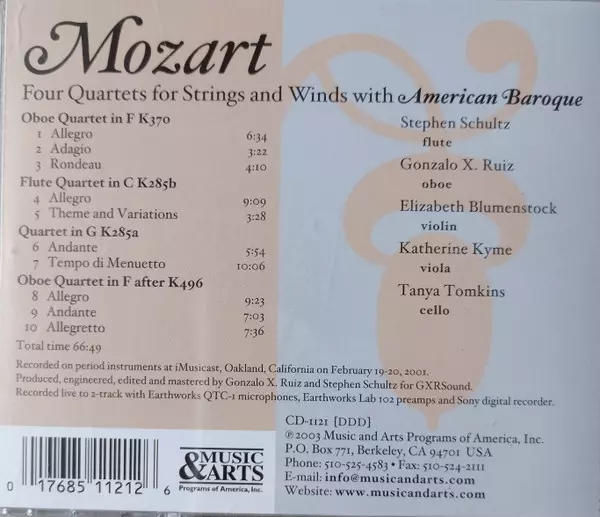 Mozart
Four Quartets for Strings and Winds with American Baroque
Oboe Quartet in F K370
1 Allegro 6:34
2 Adagio 3:22
3 Rondeau 4:10
Flute Quartet in C K285b
4 Allegro 9:09
5 Theme and Variations 3:28
Quartet in G K285a
6 Andante 5:54
7 Tempo di Menuetto 10:06
Oboe Quartet in F after K496
8 Allegro 9:23
9 Andante 7:03
10 Allegretto 7:36
Total time 66:49
Stephen Schultz
flute
Gonzalo X. Ruiz
oboe
Elizabeth Blumenstock
violin
Katherine Kyme
viola
Tanya Tomkins
cello
Recorded on period instruments at iMusicast, Oakland, California on February 19-20, 2001.
Produced, engineered, edited and mastered by Gonzalo X. Ruiz and Stephen Schultz for GXRSound.
Recorded live to 2-track with Earthworks QTC-1 microphones, Earthworks Lab 102 preamps and Sony digital recorder.
CD-1121 [DDD]
℗2003 Music and Arts Programs of America, Inc.
P.O. Box 771, Berkeley, CA 94701 USA
Phone: 510-525-4583 • Fax: 510-524-2111
E-mail: info@musicandarts.com
Website: www.musicandarts.com
MUSIC
&ARTS
Programs of America, Inc.
0 17685 11212 6